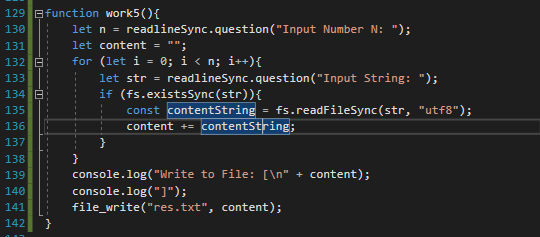 129 function work5(){
130 let n = readlineSync.question("Input Number N: ");
131 let content = "";
132 for (let i = 0; i < n; i++){
133 let str = readlineSync.question("Input String: ");
134 if (fs.existsSync(str)){
135 const contentString = fs.readFileSync(str, "utf8");
136 content += contentString;
137 }
138 }
139 console.log("Write to File: [\n" + content);
140 console.log("]");
141 file_write("res.txt", content);
142 }